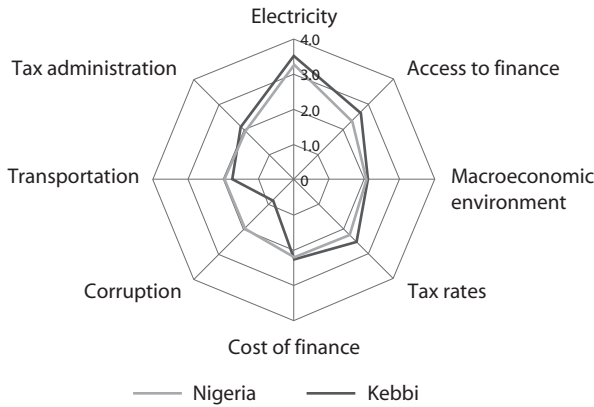 Electricity
4.0
Tax administration
Access to finance
3.0
2.0
1.0
Transportation
0
Macroeconomic
environment
Corruption
Tax rates
Cost of finance
Nigeria
Kebbi